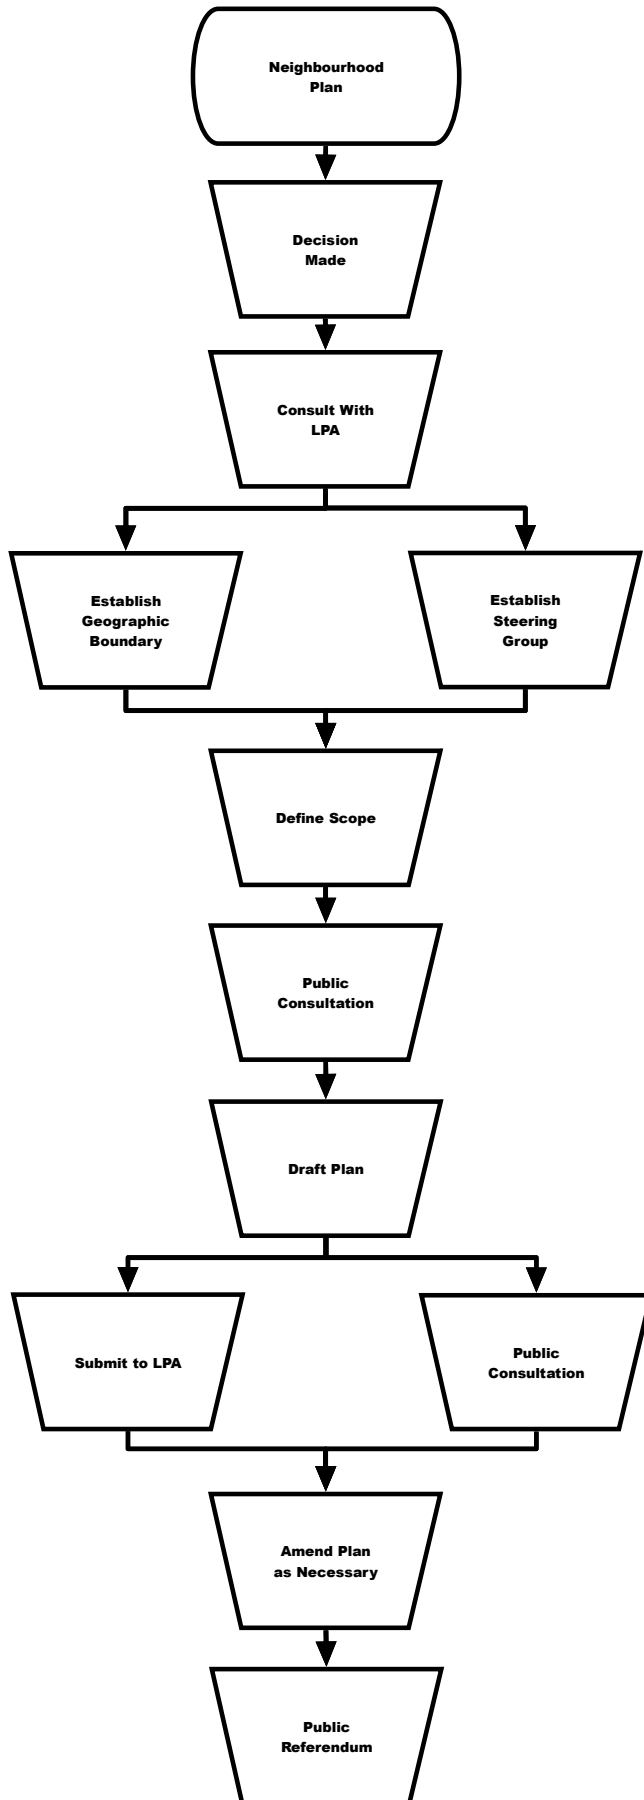 Neighbourhood
Plan
Decision
Made
Consult With
LPA
Establish
Geographic
Boundary
Establish
Steering
Group
Define Scope
Public
Consultation
Draft Plan
Submit to LPA
Public
Consultation
Amend Plan
as Necessary
Public
Referendum